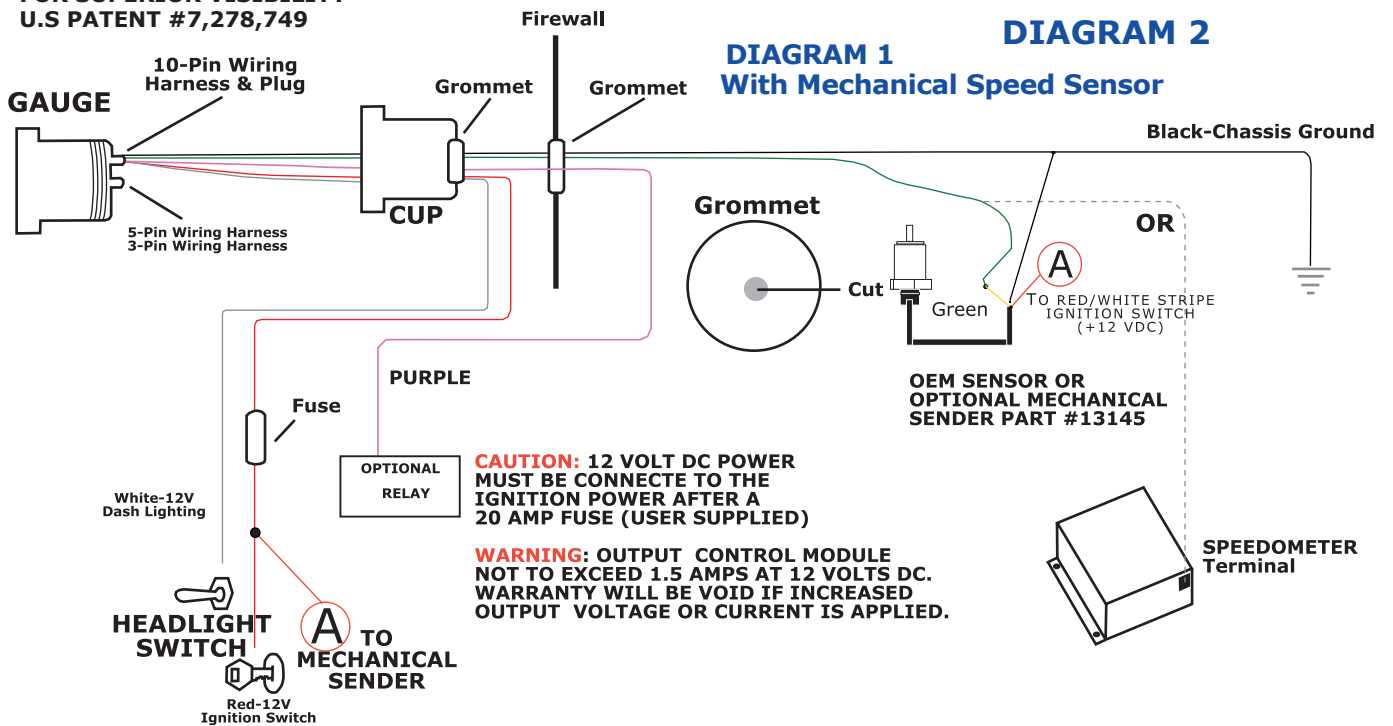 U.S PATENT #7,278,749
Firewall
DIAGRAM 2
DIAGRAM 1
With Mechanical Speed Sensor
10-Pin Wiring
Harness & Plug
GAUGE
Grommet
Grommet
Black-Chassis Ground
CUP
5-Pin Wiring Harness
3-Pin Wiring Harness
Grommet
Cut
OR
A
Green
TO RED/WHITE STRIPE
IGNITION SWITCH
(+12 VDC)
PURPLE
OEM SENSOR OR
OPTIONAL MECHANICAL
SENDER PART #13145
Fuse
OPTIONAL
RELAY
CAUTION: 12 VOLT DC POWER
MUST BE CONNECTE TO THE
IGNITION POWER AFTER A
20 AMP FUSE (USER SUPPLIED)
White-12V
Dash Lighting
WARNING: OUTPUT CONTROL MODULE
NOT TO EXCEED 1.5 AMPS AT 12 VOLTS DC.
WARRANTY WILL BE VOID IF INCREASED
OUTPUT VOLTAGE OR CURRENT IS APPLIED.
SPEEDOMETER
Terminal
HEADLIGHT
SWITCH
A
TO
MECHANICAL
SENDER
Red-12V
Ignition Switch